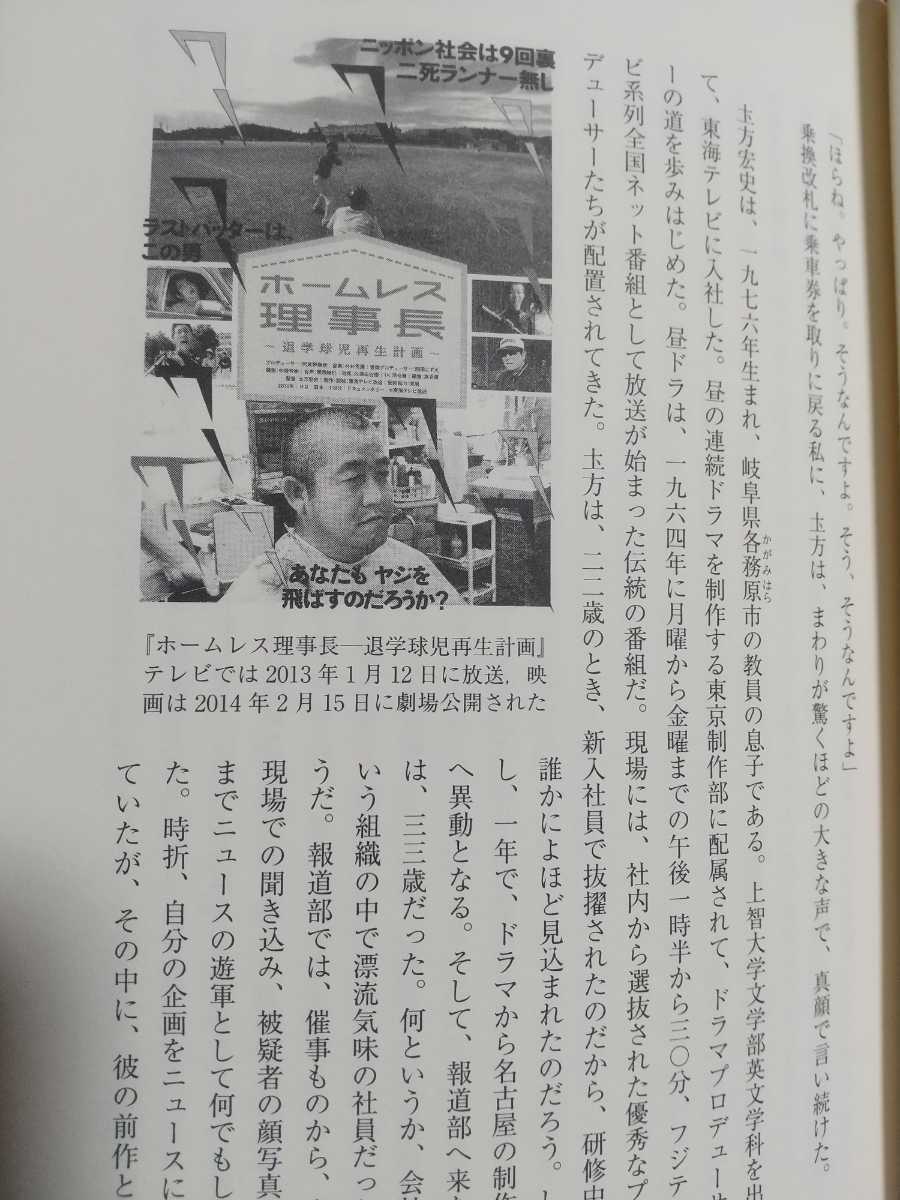 「ほらね。やっぱり。そうなんですよ。そう、そうなんですよ」
乗換改札に乗車券を取りに戻る私に、圡方は、まわりが驚くほどの大きな声で、真顔で言い続けた。
圡方宏史は、一九七六年生まれ、岐阜県各務原市の教員の息子である。上智大学文学部英文学科を出
かがみはら
て、東海テレビに入社した。昼の連続ドラマを制作する東京制作部に配属されて、ドラマプロデューサ
ーの道を歩みはじめた。昼ドラは、一九六四年に月曜から金曜までの午後一時半から三〇分、フジテ
ビ系列全国ネット番組として放送が始まった伝統の番組だ。現場には、社内から選抜された優秀なプ
デューサーたちが配置されてきた。圡方は、二二歳のとき、新入社員で抜擢されたのだから、研修中
誰かによほど見込まれたのだろう。し
し、一年で、ドラマから名古屋の制作
へ異動となる。そして、報道部へ来
は、三三歳だった。何というか、会
いう組織の中で漂流気味の社員だっ
うだ。報道部では、催事ものから、
現場での聞き込み、被疑者の顔写真
までニュースの遊軍として何でもし
た。時折、自分の企画をニュースに
ていたが、その中に、彼の前作と
ニッポン社会は9回裏
二死ランナー無し
ラストバッターは、
この男
ホームレス
理事長
～退学球児再生計画～
あなたも ヤジを
飛ばすのだろうか?
『ホームレス理事長―退学球児再生計画』
テレビでは2013年1月12日に放送，映
画は2014年2月15日に劇場公開された